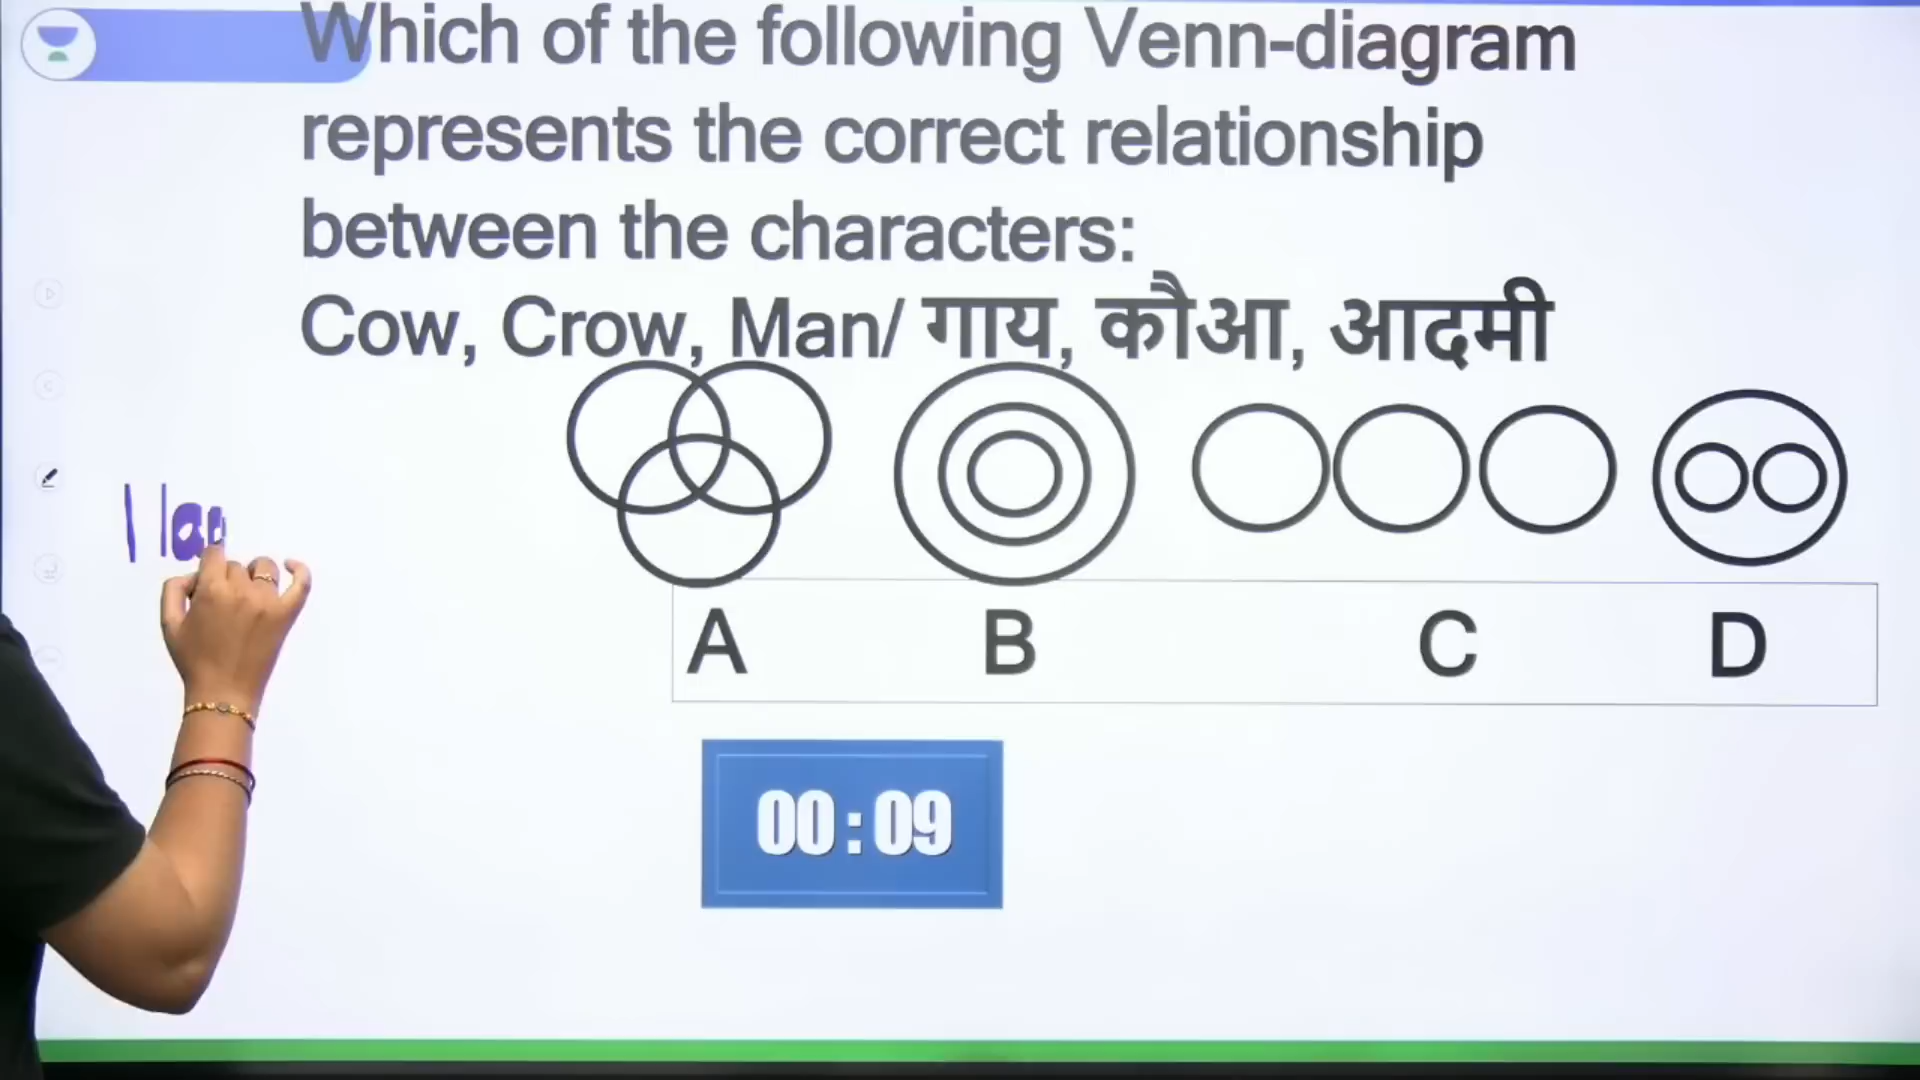 Which of the following Venn-diagram
represents the correct relationship
between the characters:
Cow, Crow, Man/ गाय, कौआ, आदमी
A B C D
00:09